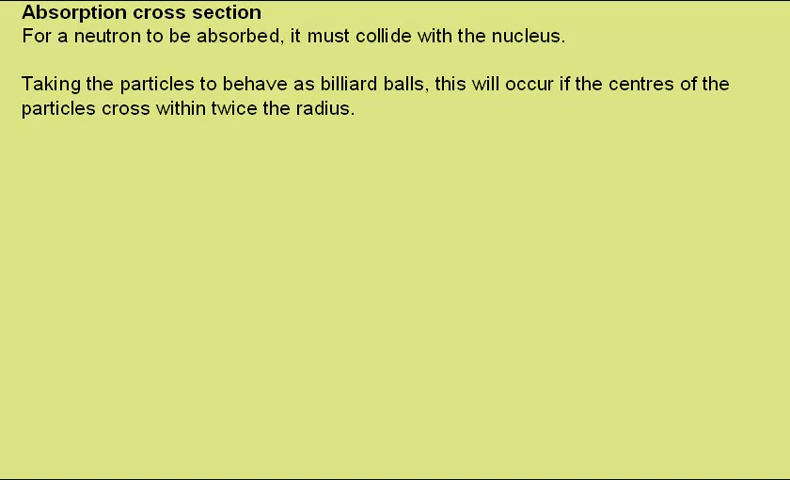 Absorption cross section
For a neutron to be absorbed, it must collide with the nucleus.
Taking the particles to behave as billiard balls, this will occur if the centres of the
particles cross within twice the radius.